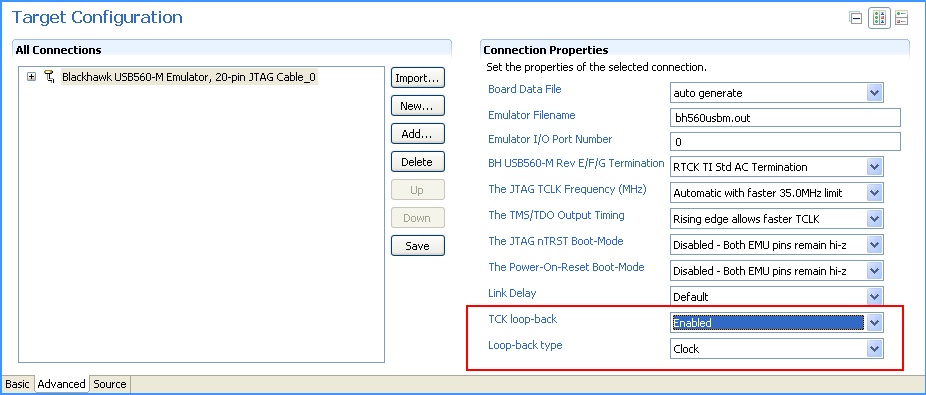 Target Configuration
All Connections
Blackhawk USB560-M Emulator, 20-pin JTAG Cable_0
Import...
New...
Add...
Delete
Up
Down
Save
Connection Properties
Set the properties of the selected connection.
Board Data File auto generate
Emulator Filename bh560usbm.out
Emulator I/O Port Number 0
BH USB560-M Rev E/F/G Termination RTCK TI Std AC Termination
The JTAG TCLK Frequency (MHz) Automatic with faster 35.0MHz limit
The TMS/TDO Output Timing Rising edge allows faster TCLK
The JTAG nTRST Boot-Mode Disabled - Both EMU pins remain hi-z
The Power-On-Reset Boot-Mode Disabled - Both EMU pins remain hi-z
Link Delay Default
TCK loop-back Enabled
Loop-back type Clock
Basic Advanced Source